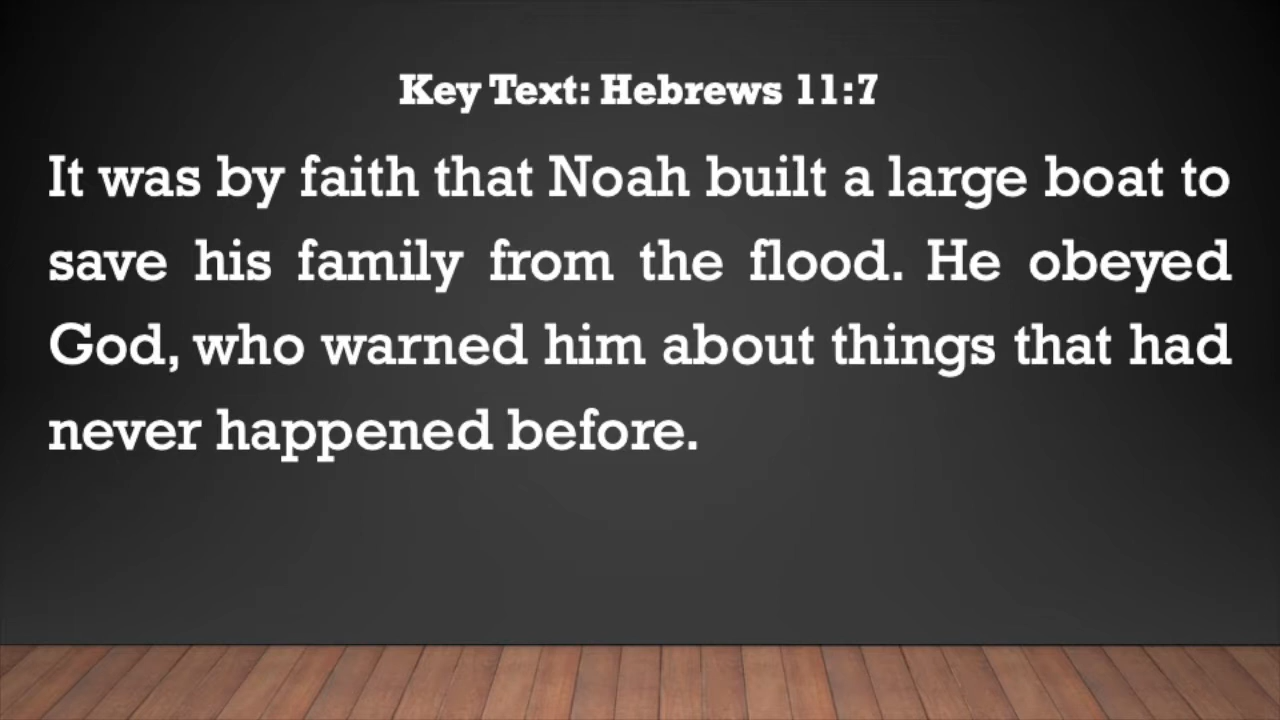 Key Text: Hebrews 11:7
It was by faith that Noah built a large boat to
save his family from the flood. He obeyed
God, who warned him about things that had
never happened before.